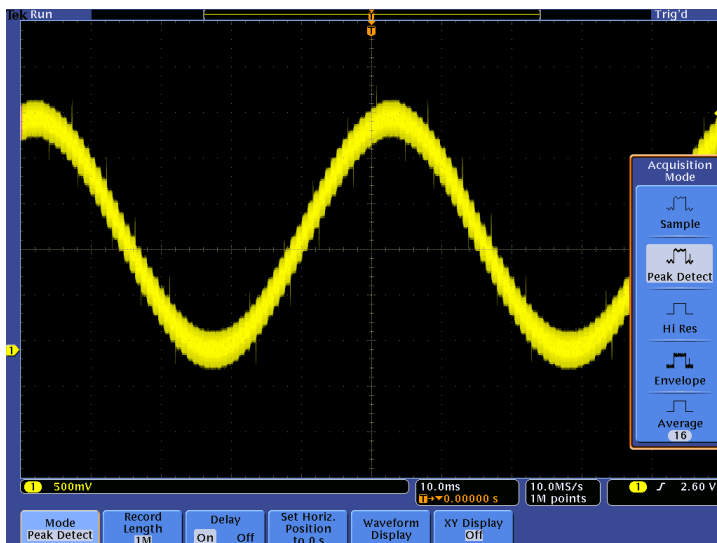 Tek Run Trig'd
T
T
Acquisition
Mode
Sample
Peak Detect
Hi Res
Envelope
Average
16
1
1 500mV
10.0ms
T→▼0.00000 s
10.0MS/s
1M points
1 2.60 V
Mode
Peak Detect
Record
Length
1M
Delay
On Off
Set Horiz.
Position
to 0 s
Waveform
Display
XY Display
Off